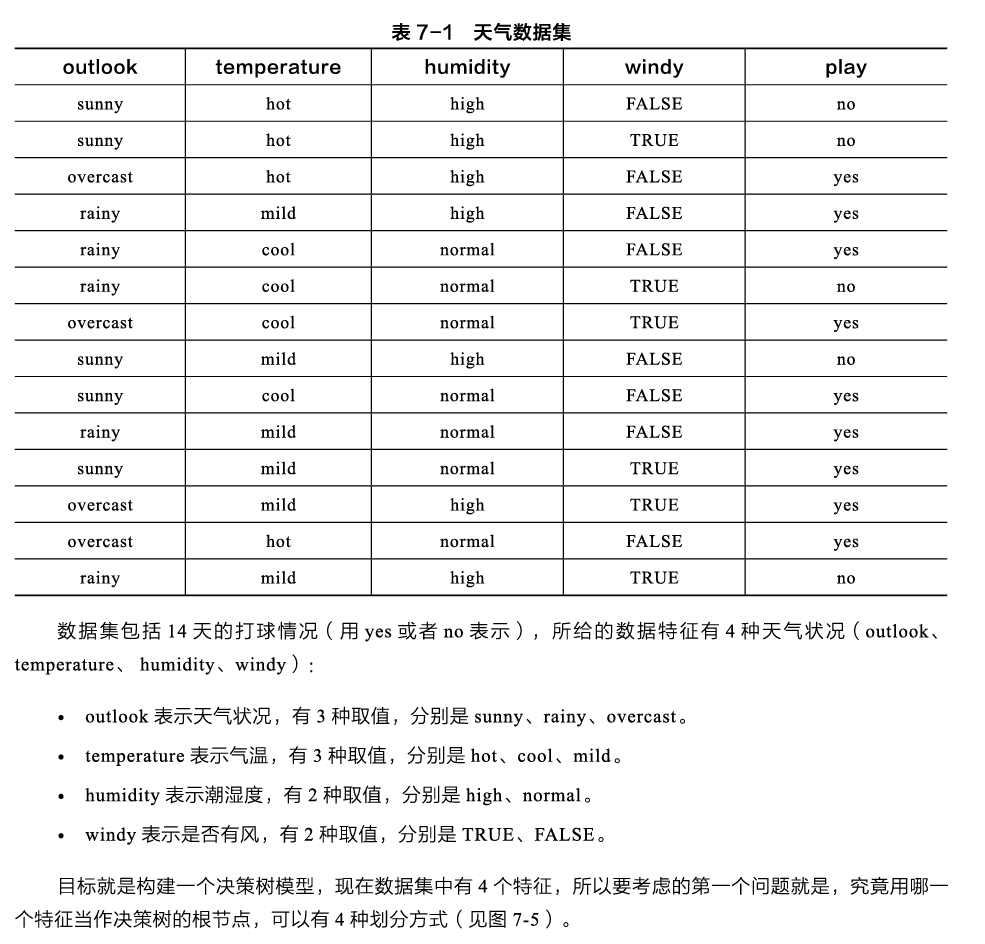 表 7-1 天气数据集
outlook temperature humidity windy play
sunny hot high FALSE no
sunny hot high TRUE no
overcast hot high FALSE yes
rainy mild high FALSE yes
rainy cool normal FALSE yes
rainy cool normal TRUE no
overcast cool normal TRUE yes
sunny mild high FALSE no
sunny cool normal FALSE yes
rainy mild normal FALSE yes
sunny mild normal TRUE yes
overcast mild high TRUE yes
overcast hot normal FALSE yes
rainy mild high TRUE no
数据集包括 14 天的打球情况（用 yes 或者 no 表示），所给的数据特征有 4 种天气状况（outlook、
temperature、 humidity、windy）：
• outlook 表示天气状况，有 3 种取值，分别是 sunny、rainy、overcast。
• temperature 表示气温，有 3 种取值，分别是 hot、cool、mild。
• humidity 表示潮湿度，有 2 种取值，分别是 high、normal。
• windy 表示是否有风，有 2 种取值，分别是 TRUE、FALSE。
目标就是构建一个决策树模型，现在数据集中有 4 个特征，所以要考虑的第一个问题就是，究竟用哪一
个特征当作决策树的根节点，可以有 4 种划分方式（见图 7-5）。